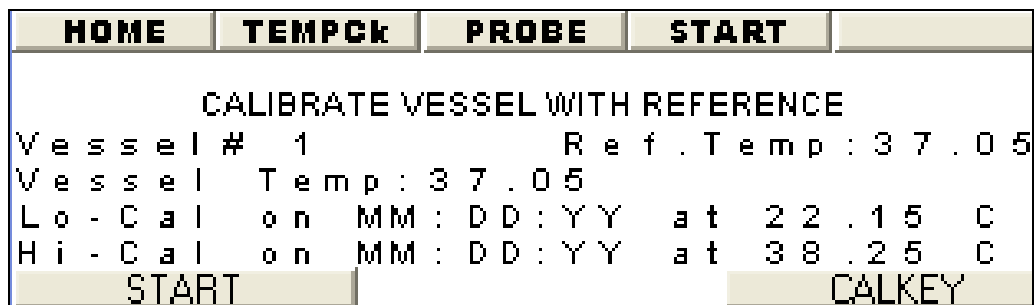 HOME TEMPCk PROBE START
CALIBRATE VESSEL WITH REFERENCE
Vessel# 1 Ref.Temp:37.05
Vessel Temp:37.05
Lo-Cal on MM:DD:YY at 22.15 C
Hi-Cal on MM:DD:YY at 38.25 C
START CALKEY